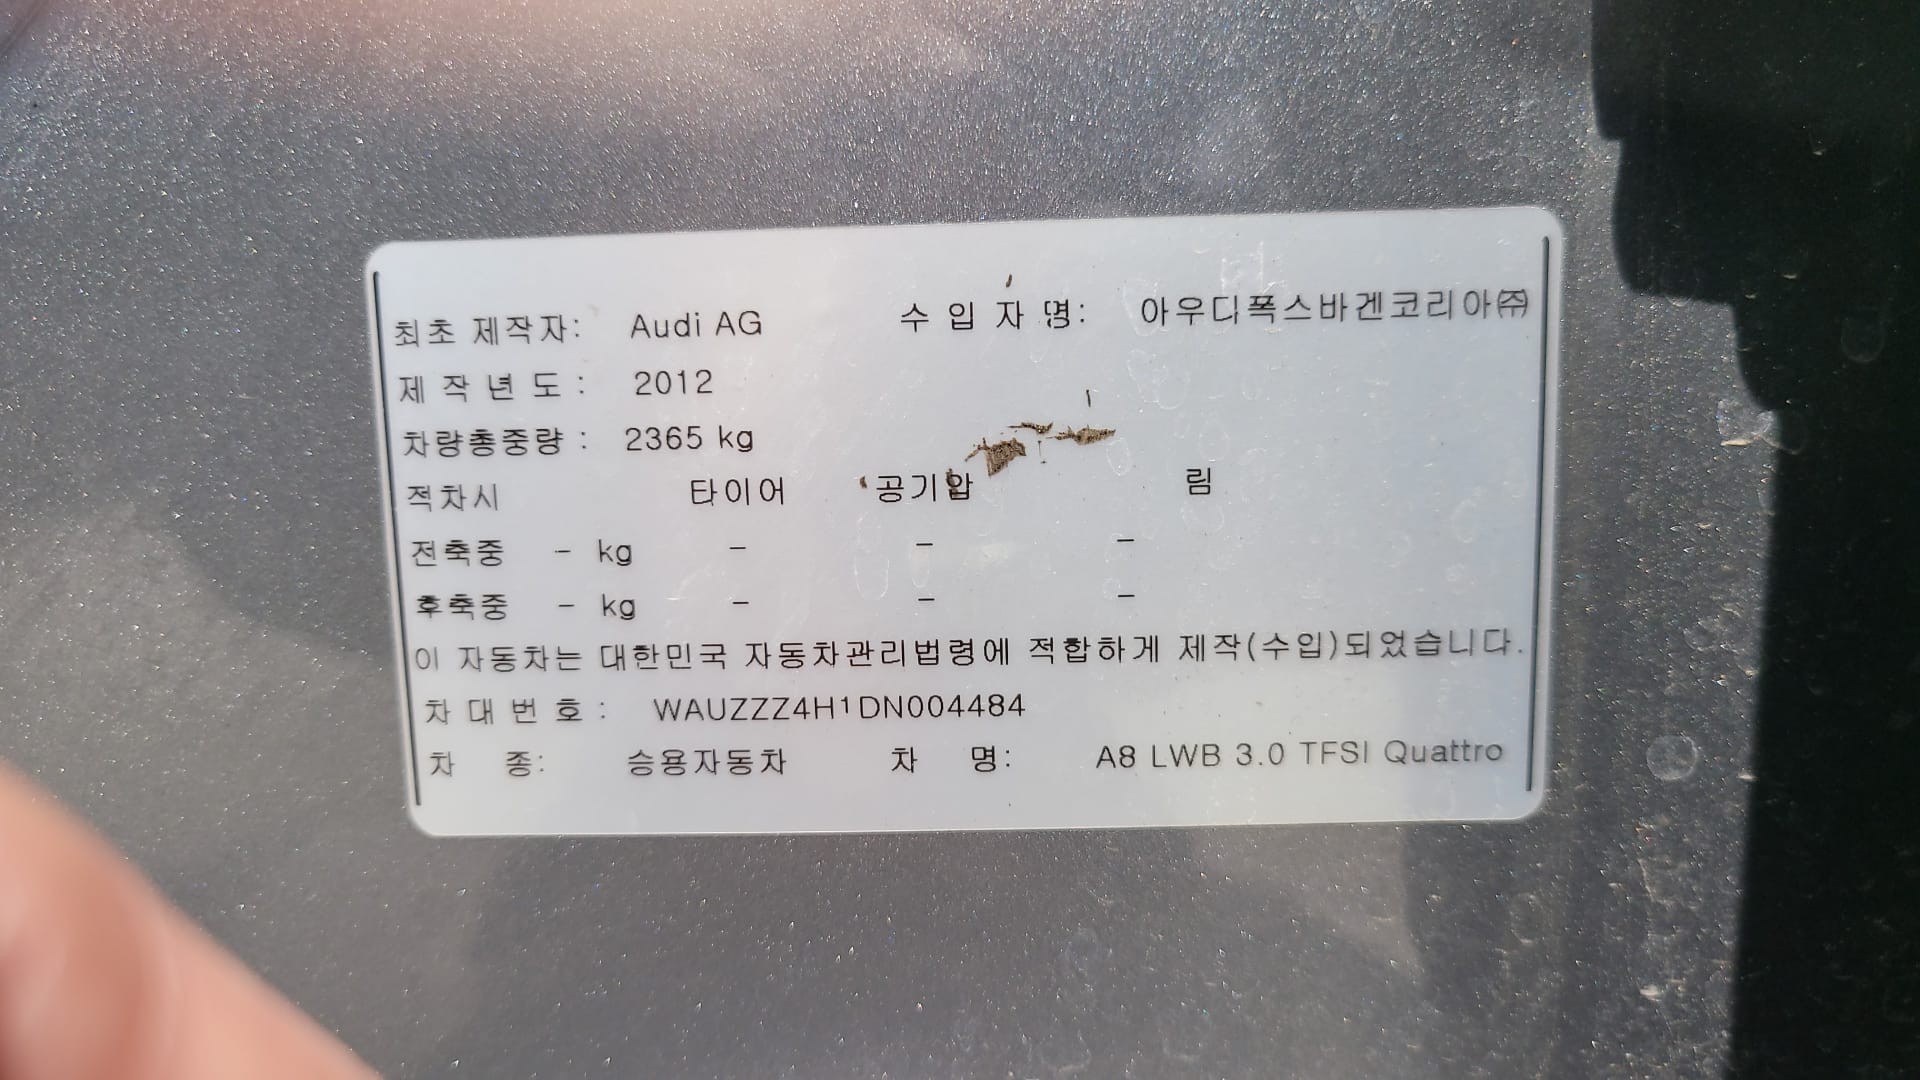 최초 제작자: Audi AG 수 입 자 명: 아우디폭스바겐코리아㈜
제 작 년 도 : 2012
차량총중량 : 2365 kg
적차시 타이어 공기압 림
전축중 - kg - - -
후축중 - kg - - -
이 자동차는 대한민국 자동차관리법령에 적합하게 제작(수입)되었습니다.
차 대 번 호 : WAUZZZ4H1DN004484
차 종: 승용자동차 차 명: A8 LWB 3.0 TFSI Quattro